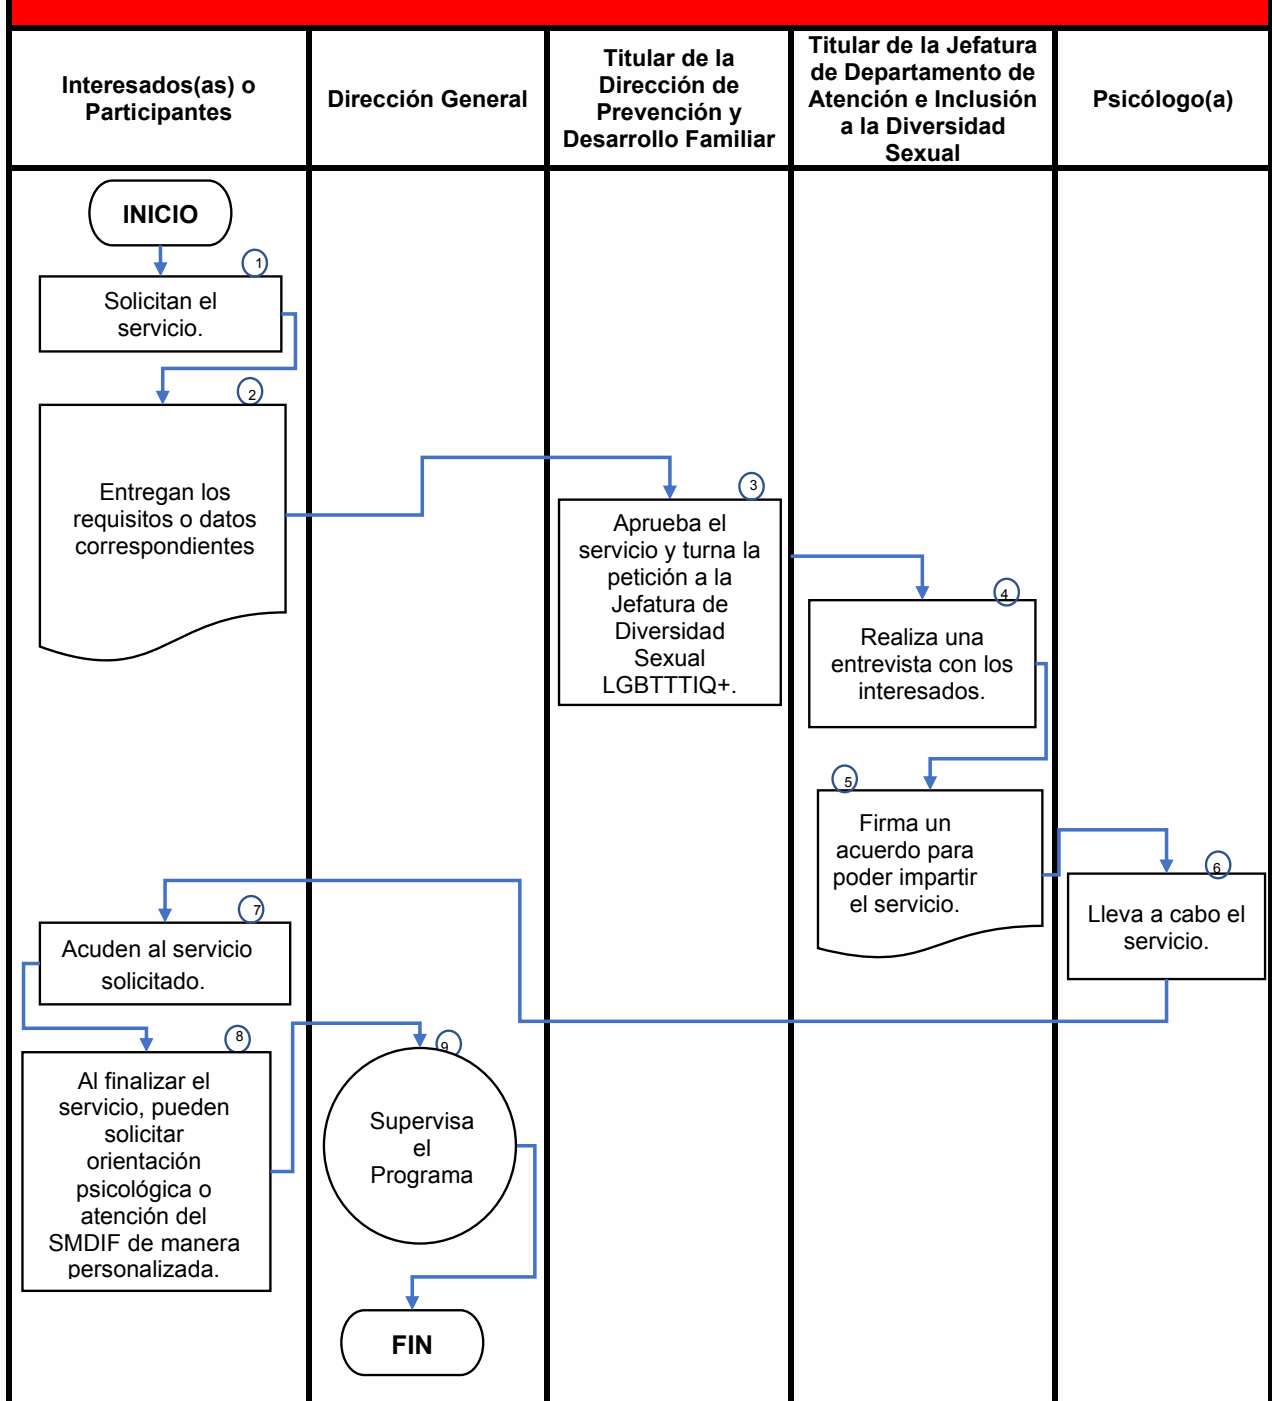 Interesados(as) o
Participantes
Dirección General
Titular de la
Dirección de
Prevención y
Desarrollo Familiar
Titular de la Jefatura
de Departamento de
Atención e Inclusión
a la Diversidad
Sexual
Psicólogo(a)
INICIO
1
Solicitan el
servicio.
2
Entregan los
requisitos o datos
correspondientes
3
Aprueba el
servicio y turna la
petición a la
Jefatura de
Diversidad
Sexual
LGBTTTIQ+.
4
Realiza una
entrevista con los
interesados.
5
Firma un
acuerdo para
poder impartir
el servicio.
6
Lleva a cabo el
servicio.
7
Acuden al servicio
solicitado.
8
Al finalizar el
servicio, pueden
solicitar
orientación
psicológica o
atención del
SMDIF de manera
personalizada.
9
Supervisa
el
Programa
FIN